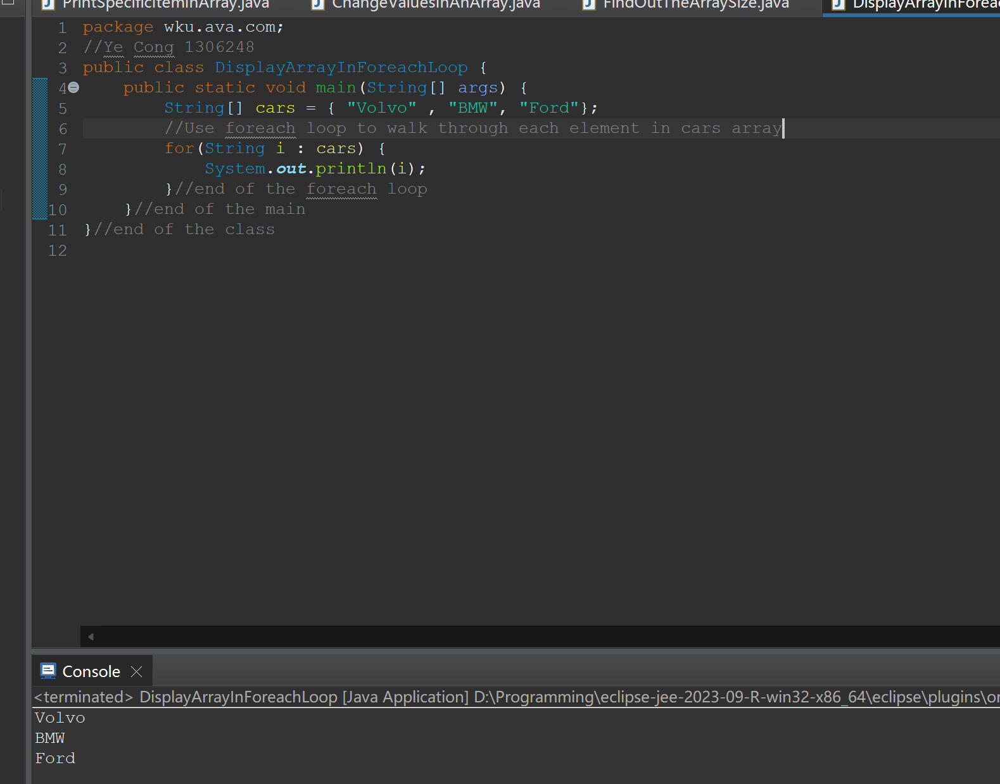 PrintSpecificItemInArray.java ChangeValuesInAnArray.java FindOutTheArraySize.java
1 package wku.ava.com;
2 //Ye Cong 1306248
3 public class DisplayArrayInForeachLoop {
4 public static void main(String[] args) {
5 String[] cars = { "Volvo" , "BMW", "Ford"};
6 //Use foreach loop to walk through each element in cars array
7 for(String i : cars) {
8 System.out.println(i);
9 }//end of the foreach loop
10 }//end of the main
11 }//end of the class
12
Console
<terminated> DisplayArrayInForeachLoop [Java Application] D:\Programming\eclipse-jee-2023-09-R-win32-x86_64\eclipse\plugins\or
Volvo
BMW
Ford